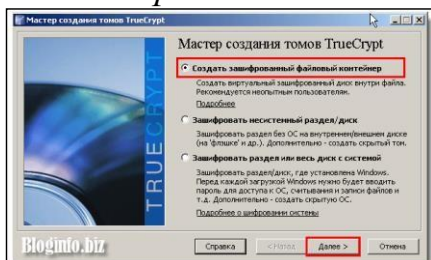 Мастер создания томов TrueCrypt
TRUECRYPT
Мастер создания томов TrueCrypt
Создать зашифрованный файловый контейнер
Создать виртуальный зашифрованный диск внутри файла.
Рекомендуется неопытным пользователям.
Подробнее
Зашифровать несистемный раздел/диск
Зашифровать раздел без ОС на внутреннем/внешнем диске
(на 'флэшке' и др.). Дополнительно - создать скрытый том.
Зашифровать раздел или весь диск с системой
Зашифровать раздел/диск, где установлена Windows.
Перед каждой загрузкой Windows нужно будет вводить
пароль для доступа к ОС, считывания и записи файлов и
т.д. Дополнительно - создать скрытую ОС.
Подробнее о шифровании системы
Bloginfo.biz
Справка
< Назад
Далее >
Отмена